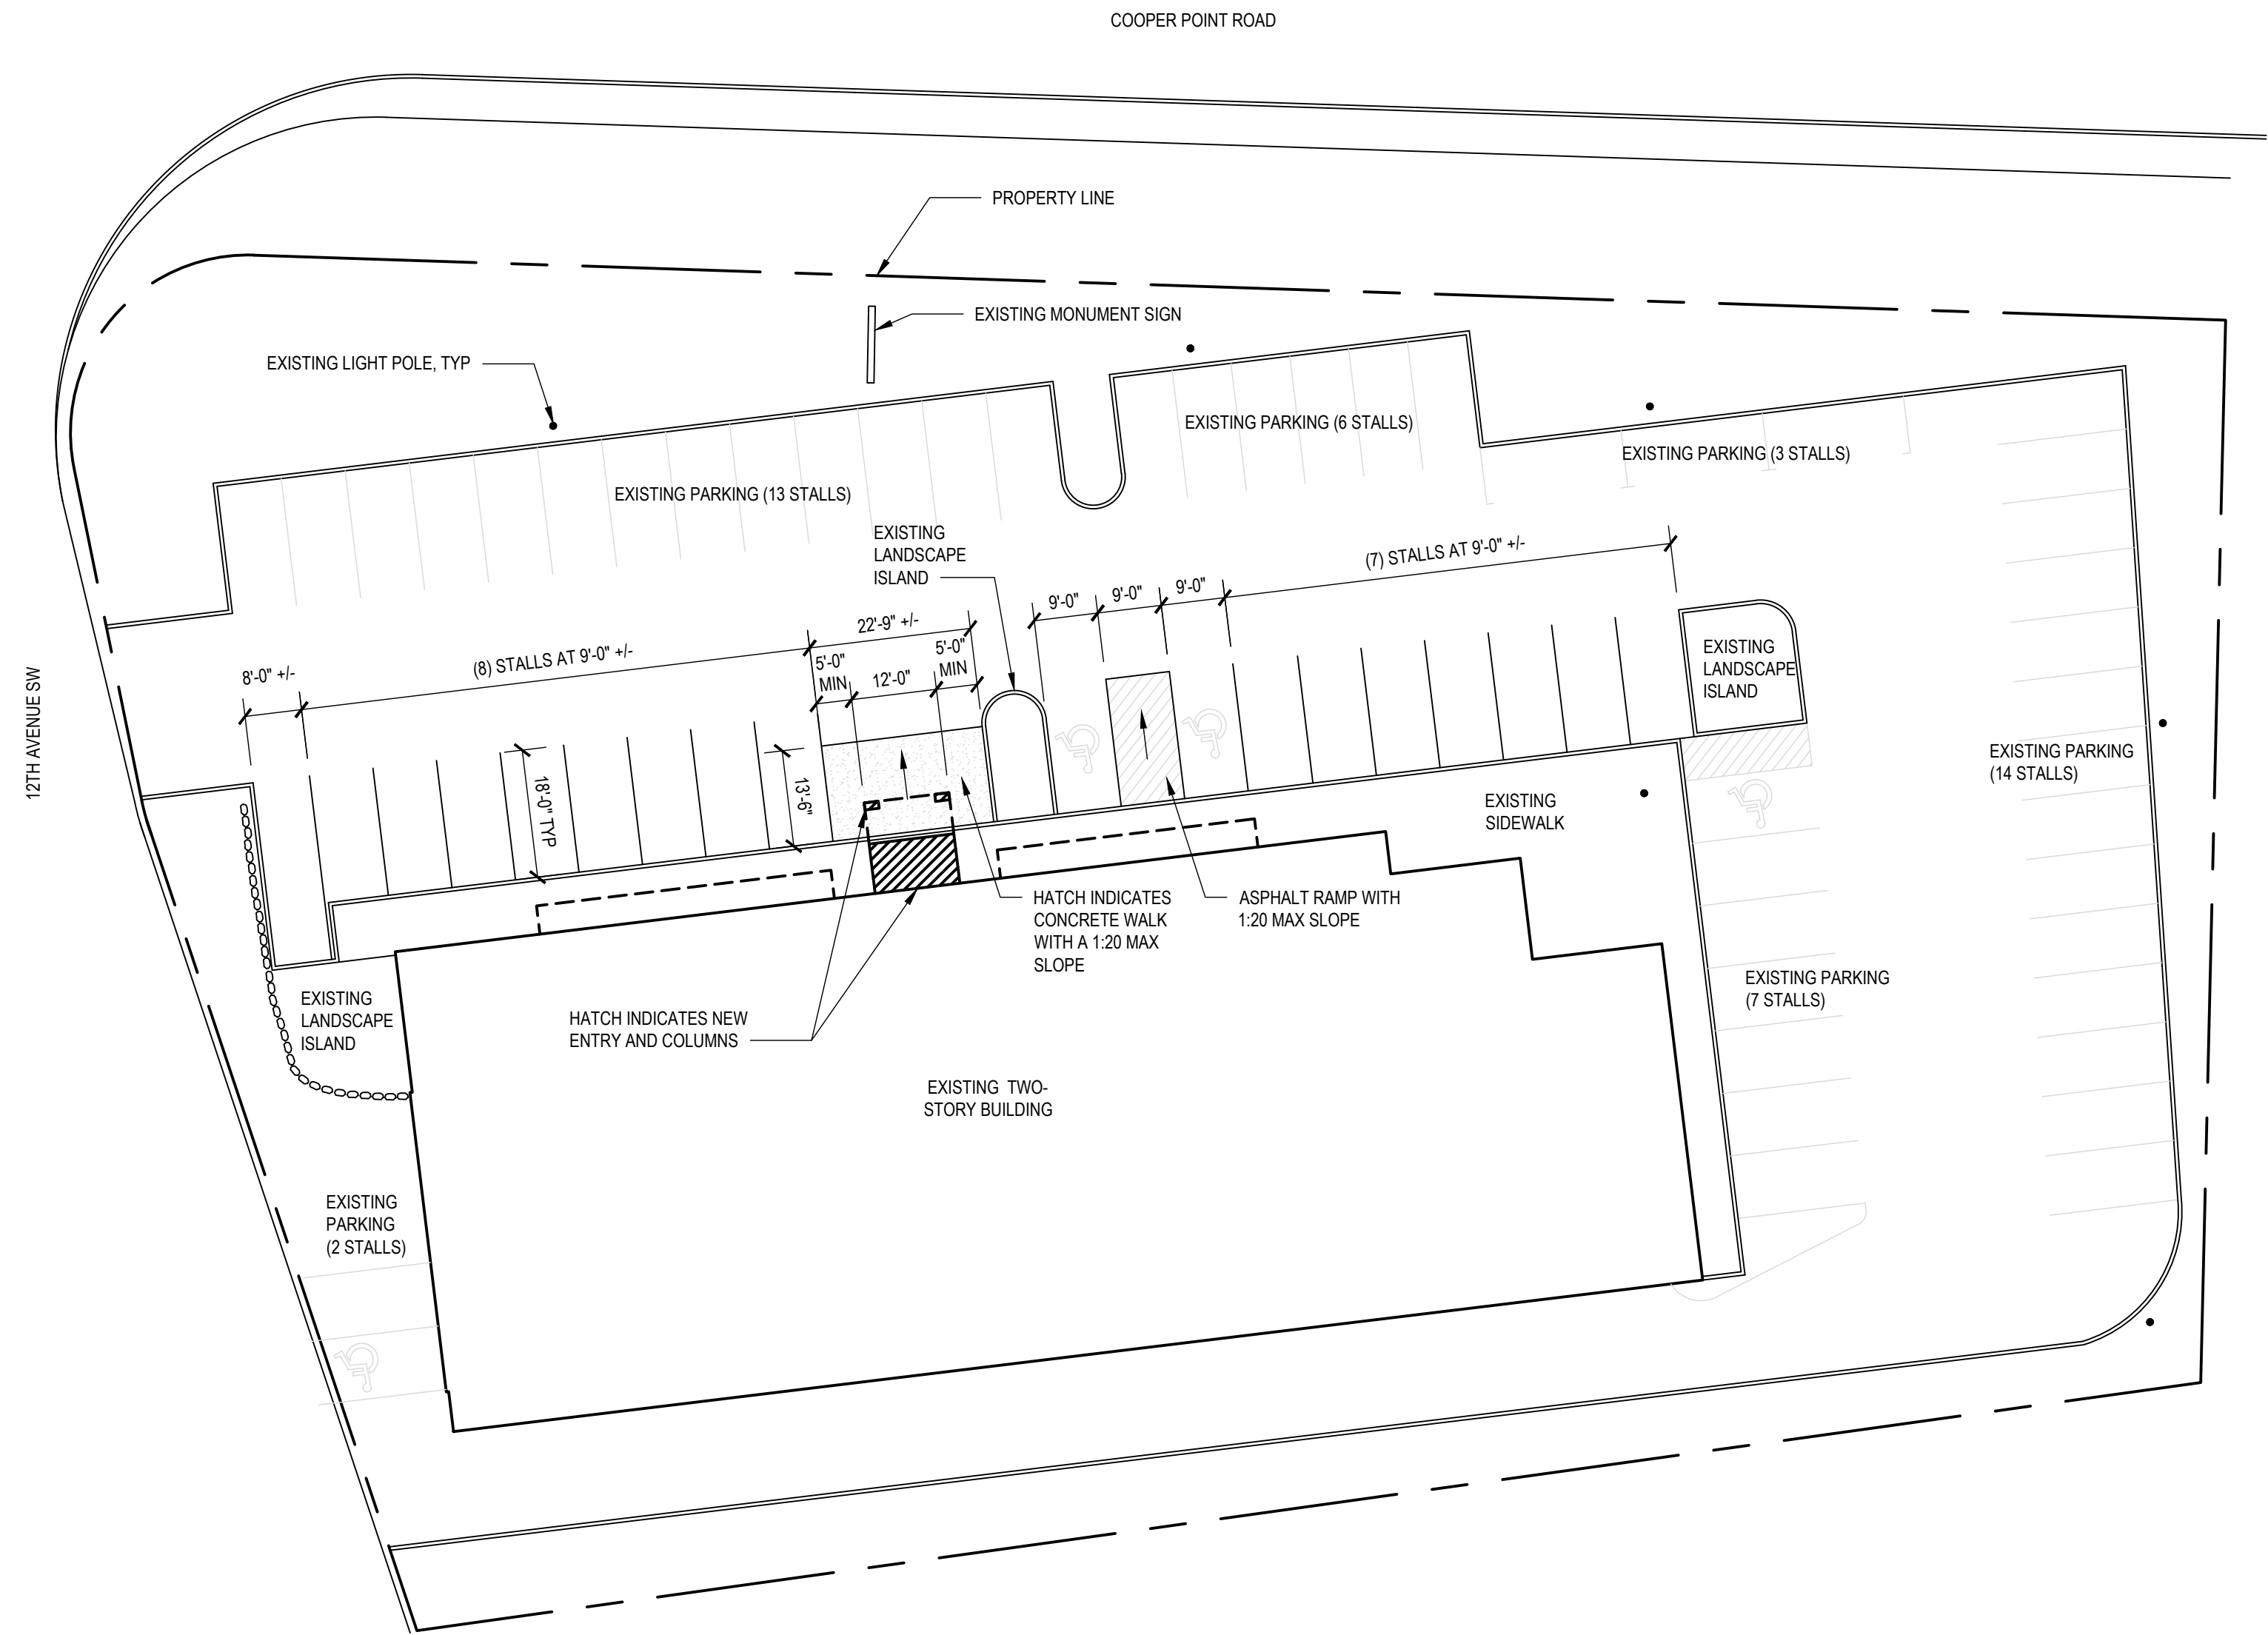 COOPER POINT ROAD
PROPERTY LINE
EXISTING MONUMENT SIGN
EXISTING LIGHT POLE, TYP
EXISTING PARKING (6 STALLS)
EXISTING PARKING (3 STALLS)
EXISTING PARKING (13 STALLS)
EXISTING
LANDSCAPE
ISLAND
(7) STALLS AT 9'-0" +/-
9'-0"
9'-0"
9'-0"
22'-9" +/-
(8) STALLS AT 9'-0" +/-
8'-0" +/-
5'-0"
MIN
12'-0"
5'-0"
MIN
EXISTING
LANDSCAPE
ISLAND
12TH AVENUE SW
18'-0" TYP
13'-6"
EXISTING PARKING
(14 STALLS)
EXISTING
SIDEWALK
HATCH INDICATES
CONCRETE WALK
WITH A 1:20 MAX
SLOPE
ASPHALT RAMP WITH
1:20 MAX SLOPE
EXISTING PARKING
(7 STALLS)
EXISTING
LANDSCAPE
ISLAND
HATCH INDICATES NEW
ENTRY AND COLUMNS
EXISTING TWO-
STORY BUILDING
EXISTING
PARKING
(2 STALLS)